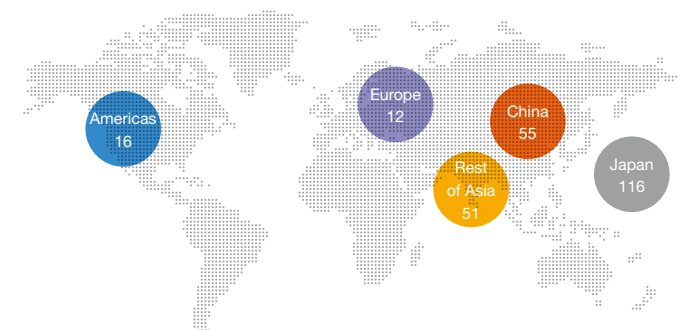 Americas
16
Europe
12
China
55
Rest
of Asia
51
Japan
116